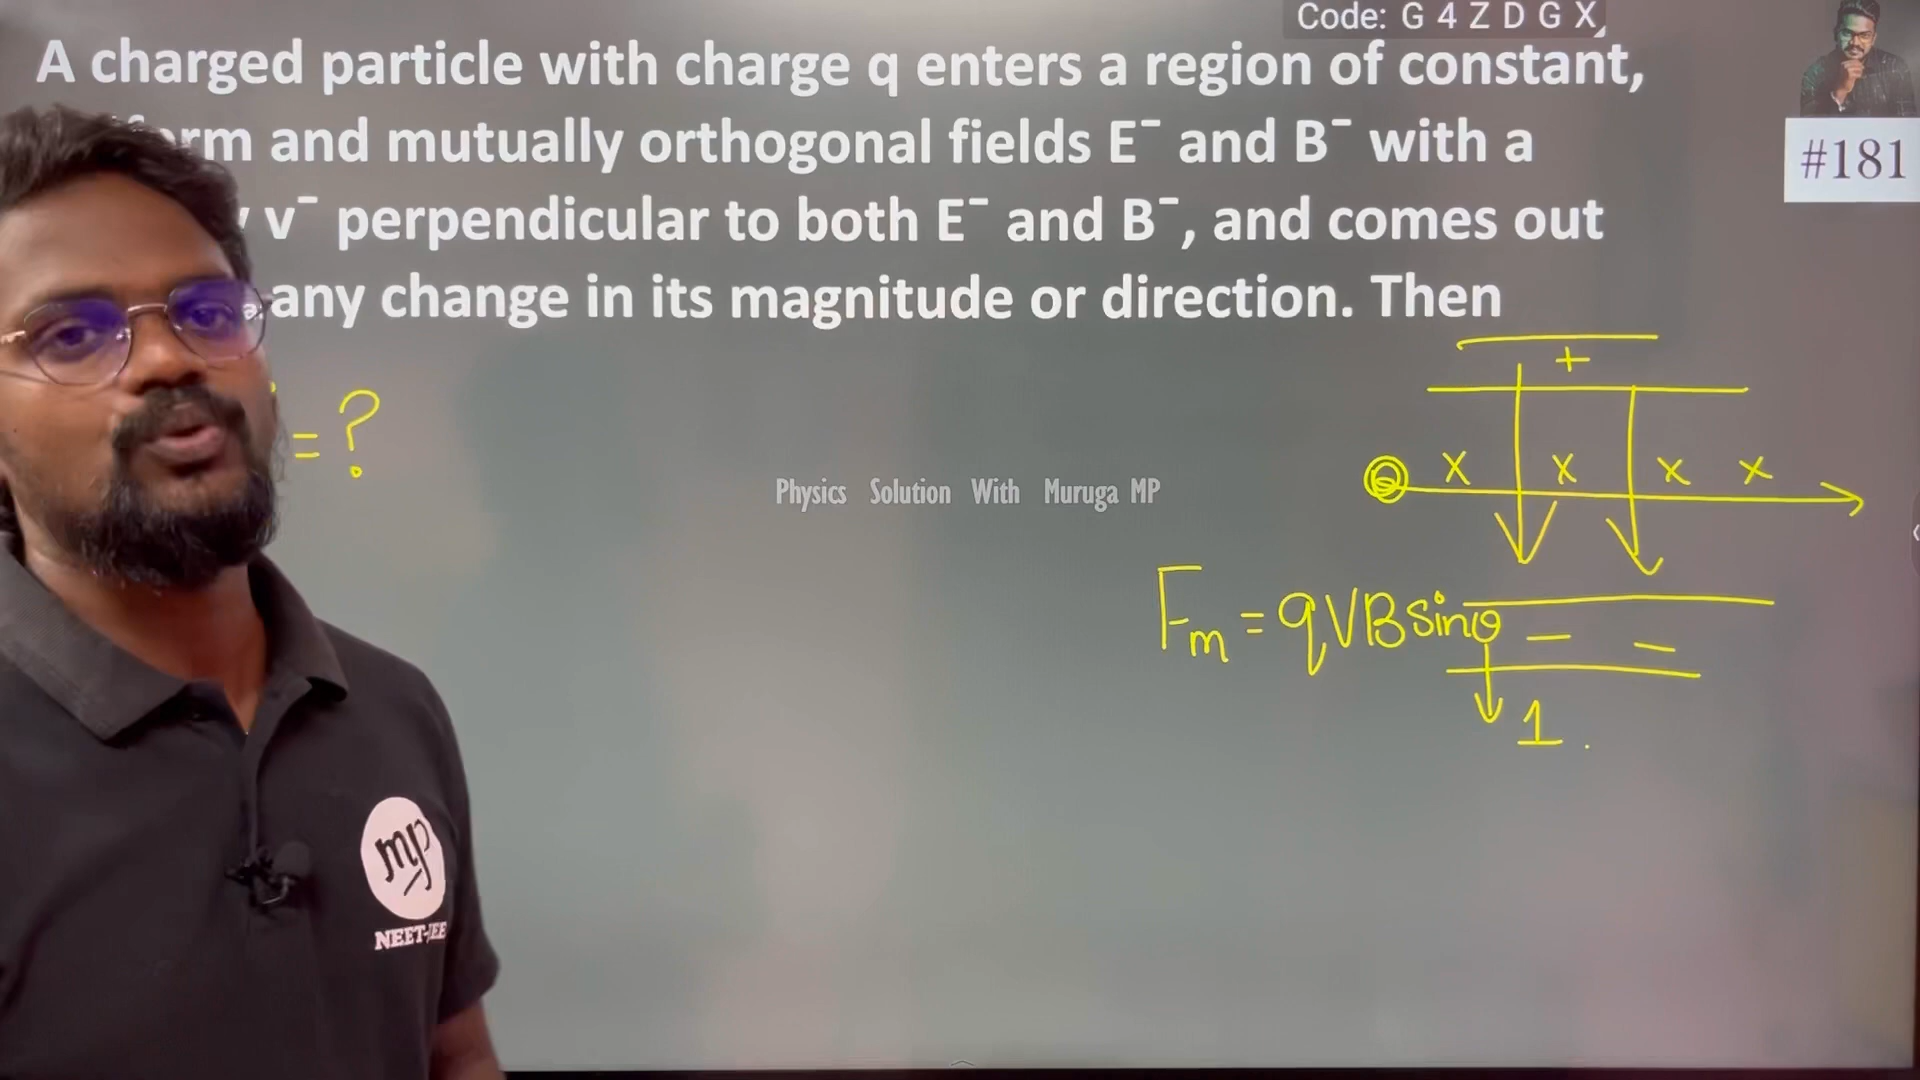 Code: G 4 Z D G X
A charged particle with charge q enters a region of constant,
and mutually orthogonal fields E⁻ and B⁻ with a
#181
v⁻ perpendicular to both E⁻ and B⁻, and comes out
any change in its magnitude or direction. Then
+
= ?
x x x x
Physics Solution With Muruga MP
Fm = qVBsinθ
— —
1.
mp
NEET-JEE